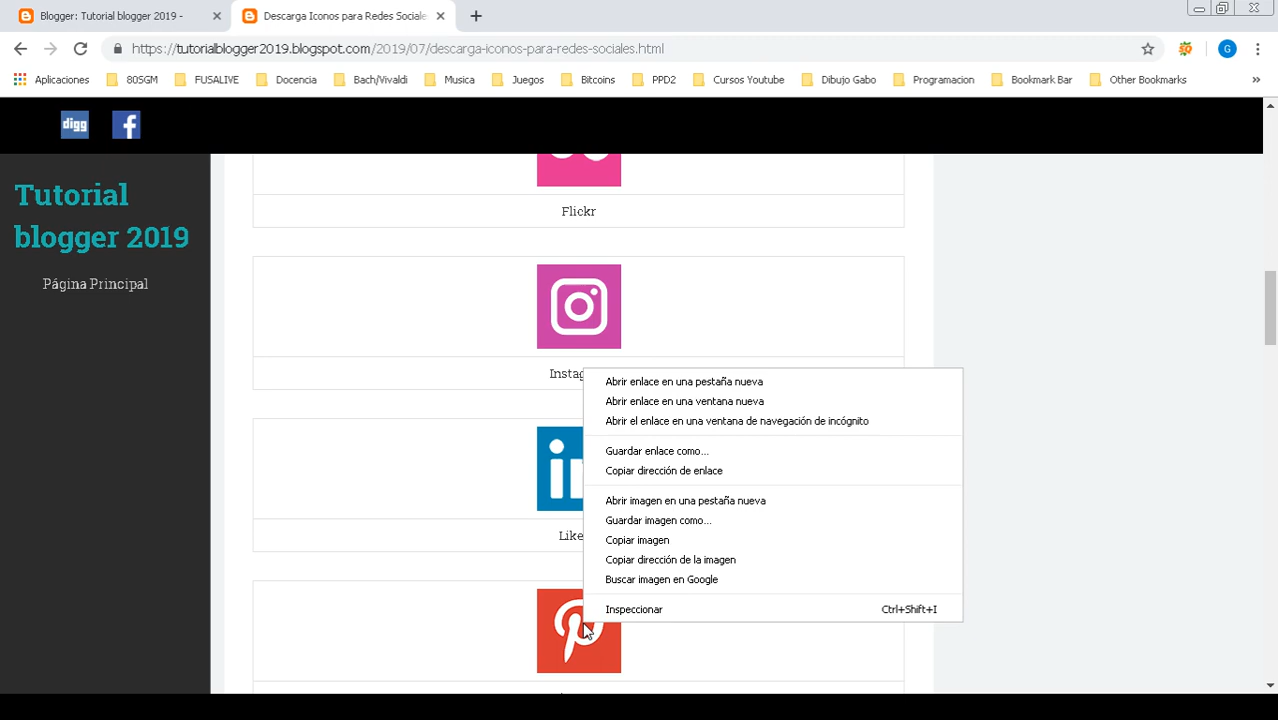 Blogger: Tutorial blogger 2019 -
Descarga Iconos para Redes Sociale
https://tutorialblogger2019.blogspot.com/2019/07/descarga-iconos-para-redes-sociales.html
G
Aplicaciones
80SGM
FUSALIVE
Docencia
Bach/Vivaldi
Musica
Juegos
Bitcoins
PPD2
Cursos Youtube
Dibujo Gabo
Programacion
Bookmark Bar
Other Bookmarks
digg
Tutorial
blogger 2019
Página Principal
Flickr
Instag
in
Like
Abrir enlace en una pestaña nueva
Abrir enlace en una ventana nueva
Abrir el enlace en una ventana de navegación de incógnito
Guardar enlace como...
Copiar dirección de enlace
Abrir imagen en una pestaña nueva
Guardar imagen como...
Copiar imagen
Copiar dirección de la imagen
Buscar imagen en Google
Inspeccionar Ctrl+Shift+I